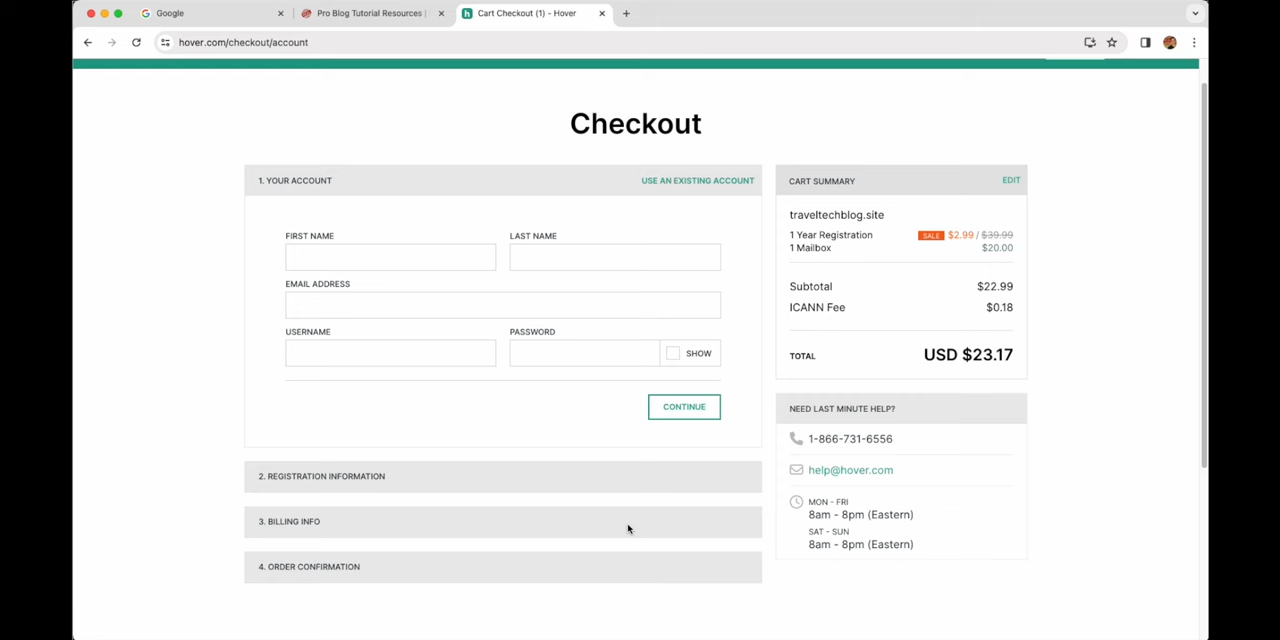 Google
Pro Blog Tutorial Resources |
Cart Checkout (1) - Hover
hover.com/checkout/account
Checkout
1. YOUR ACCOUNT
USE AN EXISTING ACCOUNT
FIRST NAME
LAST NAME
EMAIL ADDRESS
USERNAME
PASSWORD
SHOW
CONTINUE
2. REGISTRATION INFORMATION
3. BILLING INFO
4. ORDER CONFIRMATION
CART SUMMARY
EDIT
traveltechblog.site
1 Year Registration SALE $2.99 / $39.99
1 Mailbox $20.00
Subtotal $22.99
ICANN Fee $0.18
TOTAL USD $23.17
NEED LAST MINUTE HELP?
1-866-731-6556
help@hover.com
MON - FRI
8am - 8pm (Eastern)
SAT - SUN
8am - 8pm (Eastern)